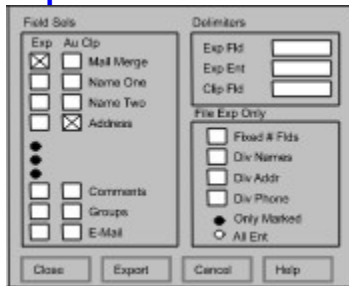 Field Sels
Exp Au Clp
Mail Merge
Name One
Name Two
Address
Comments
Groups
E-Mail
Delimiters
Exp Fld
Exp Ent
Clip Fld
File Exp Only
Fixed # Flds
Div Names
Div Addr
Div Phone
Only Marked
All Ent
Close
Export
Cancel
Help